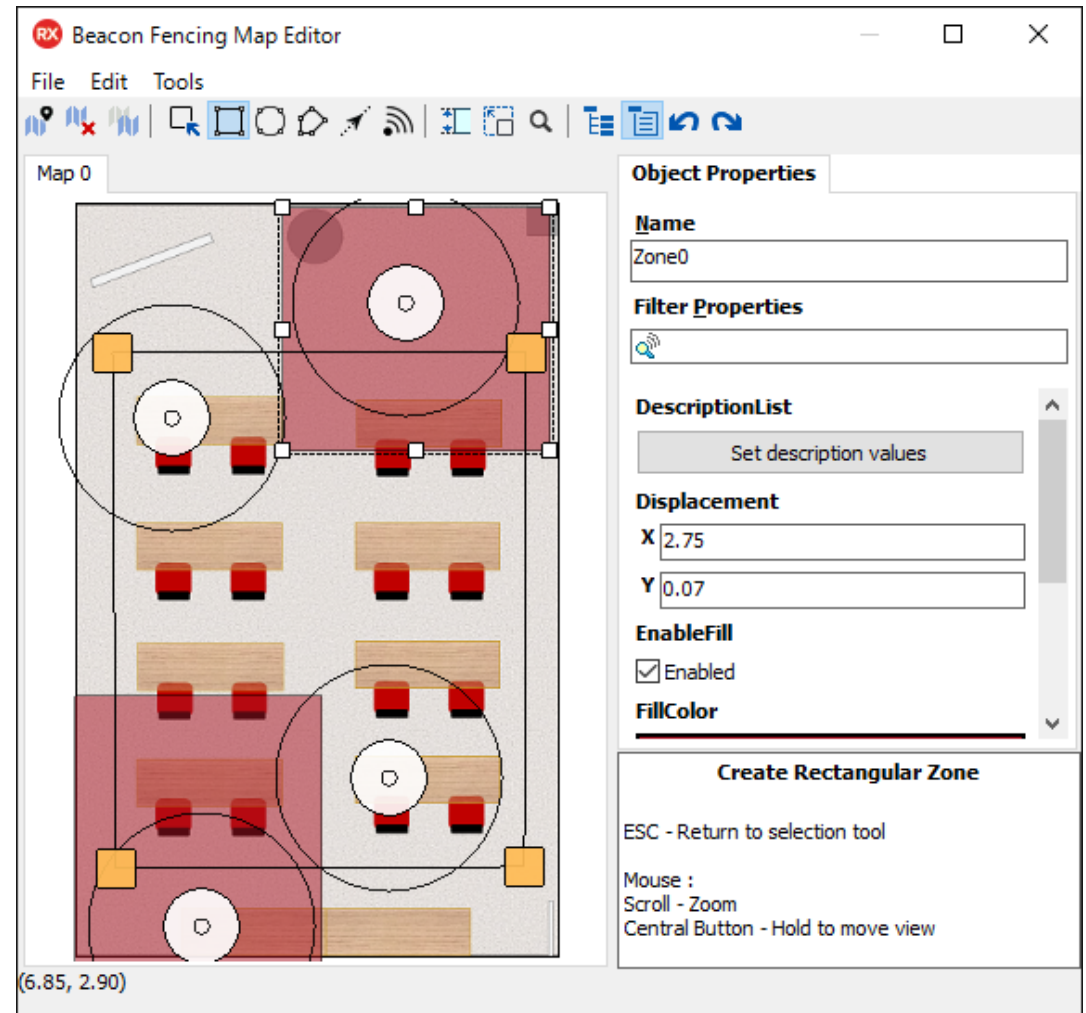 RX Beacon Fencing Map Editor
File Edit Tools
Map 0
Object Properties
Name
Zone0
Filter Properties
DescriptionList
Set description values
Displacement
X 2.75
Y 0.07
EnableFill
Enabled
FillColor
Create Rectangular Zone
ESC - Return to selection tool
Mouse :
Scroll - Zoom
Central Button - Hold to move view
(6.85, 2.90)